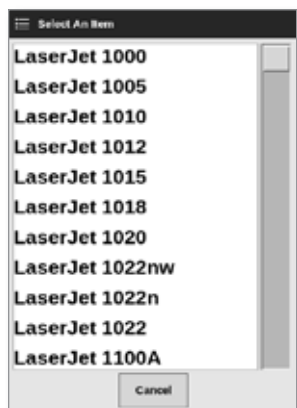 Select An Item
LaserJet 1000
LaserJet 1005
LaserJet 1010
LaserJet 1012
LaserJet 1015
LaserJet 1018
LaserJet 1020
LaserJet 1022nw
LaserJet 1022n
LaserJet 1022
LaserJet 1100A
Cancel